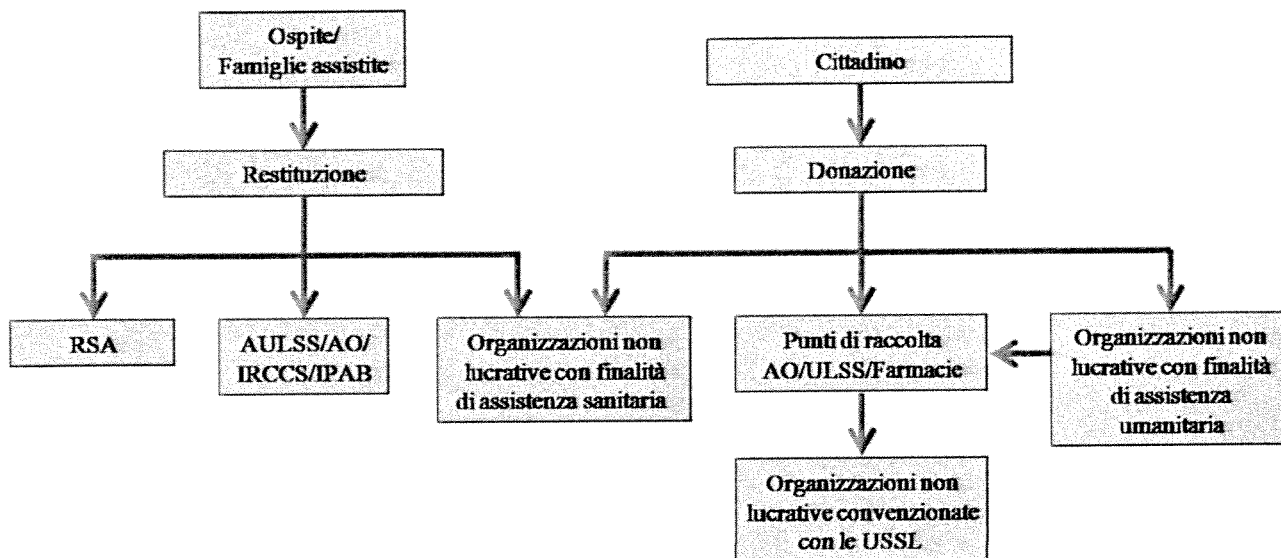 Ospite/
Famiglie assistite
Cittadino
Restituzione
Donazione
RSA
AULSS/AO/
IRCCS/IPAB
Organizzazioni non
lucrative con finalità
di assistenza sanitaria
Punti di raccolta
AO/ULSS/Farmacie
Organizzazioni non
lucrative con finalità
di assistenza
umanitaria
Organizzazioni non
lucrative convenzionate
con le USSL